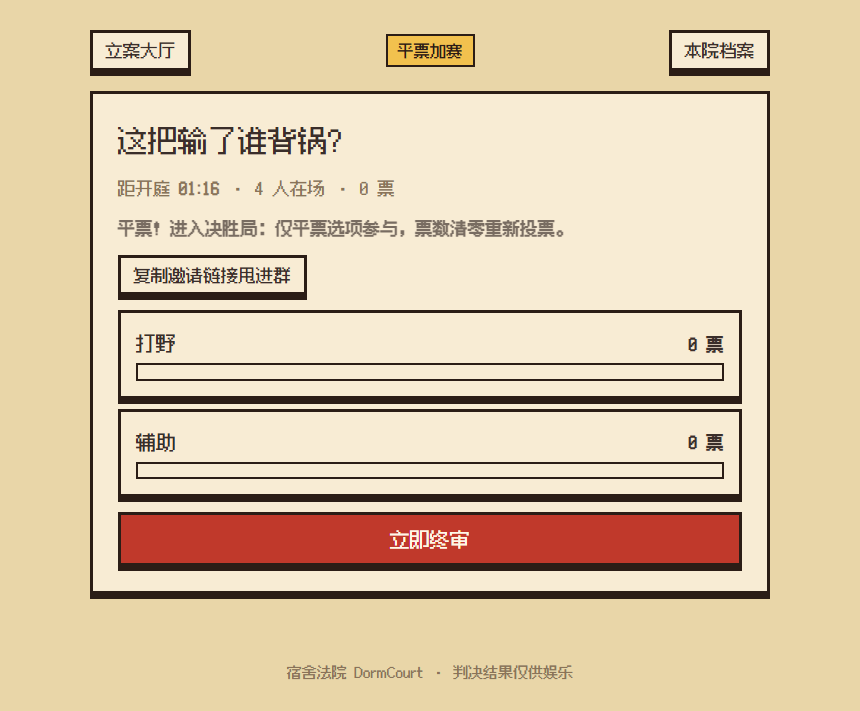 立案大厅
平票加赛
本院档案
这把输了谁背锅?
距开庭 01:16 · 4 人在场 · 0 票
平票! 进入决胜局: 仅平票选项参与, 票数清零重新投票。
复制邀请链接甩进群
打野
0 票
辅助
0 票
立即终审
宿舍法院 DormCourt · 判决结果仅供娱乐